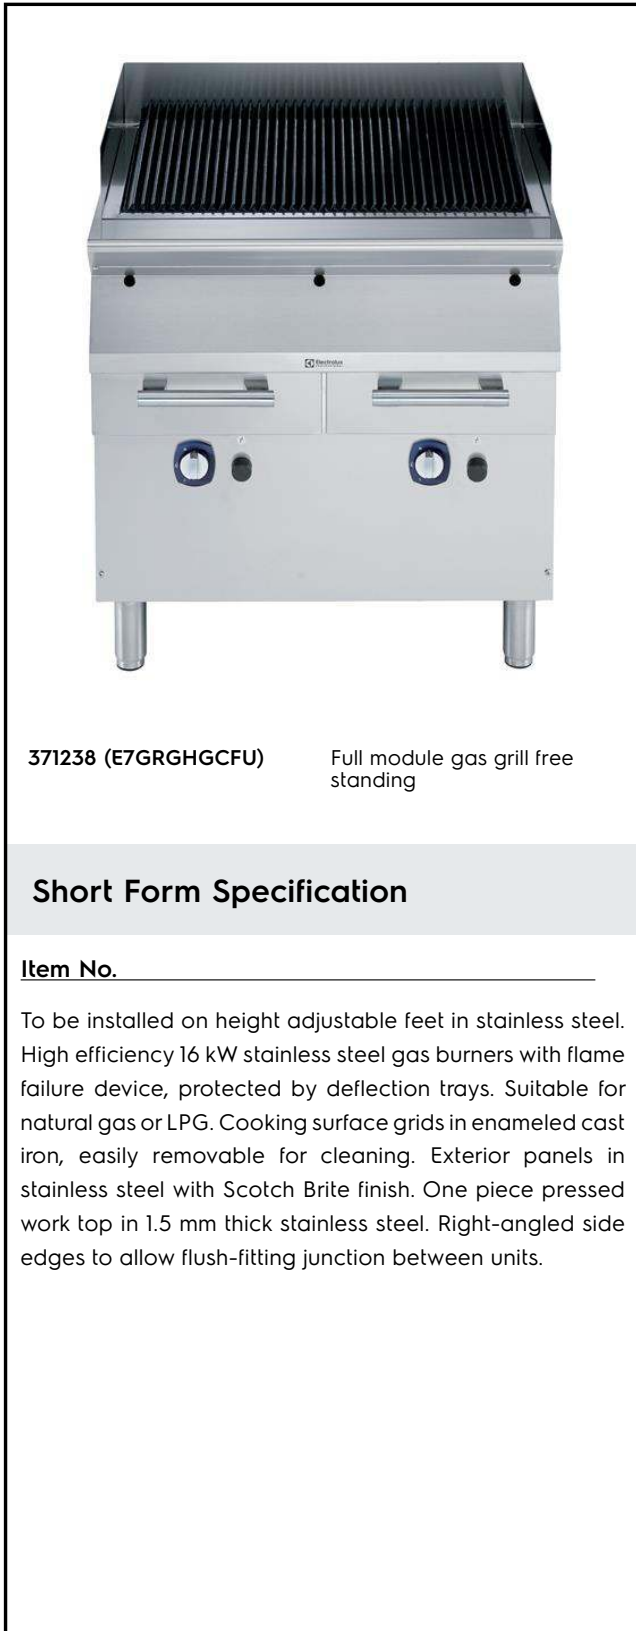 Electrolux
371238 (E7GRGHGCFU)
Full module gas grill free
standing
Short Form Specification
Item No.
To be installed on height adjustable feet in stainless steel.
High efficiency 16 kW stainless steel gas burners with flame
failure device, protected by deflection trays. Suitable for
natural gas or LPG. Cooking surface grids in enameled cast
iron, easily removable for cleaning. Exterior panels in
stainless steel with Scotch Brite finish. One piece pressed
work top in 1.5 mm thick stainless steel. Right-angled side
edges to allow flush-fitting junction between units.